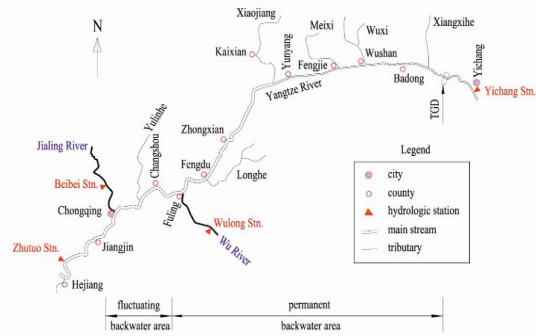 Xiaojiang
Xiangxihe
Meixi
Wuxi
N
Kaixian
Yunyang
Fengjie
Wushan
Badong
Yichang
Yichang Stn.
Yangtze River
TGD
Yulinhe
Zhongxian
Jialing River
Changshou
Fengdu
Longhe
Beibei Stn.
Chongqing
Fuling
Wulong Stn.
Wu River
Zhutuo Stn.
Jiangjin
Hejiang
Legend
city
county
hydrologic station
main stream
tributary
fluctuating
backwater area
permanent
backwater area